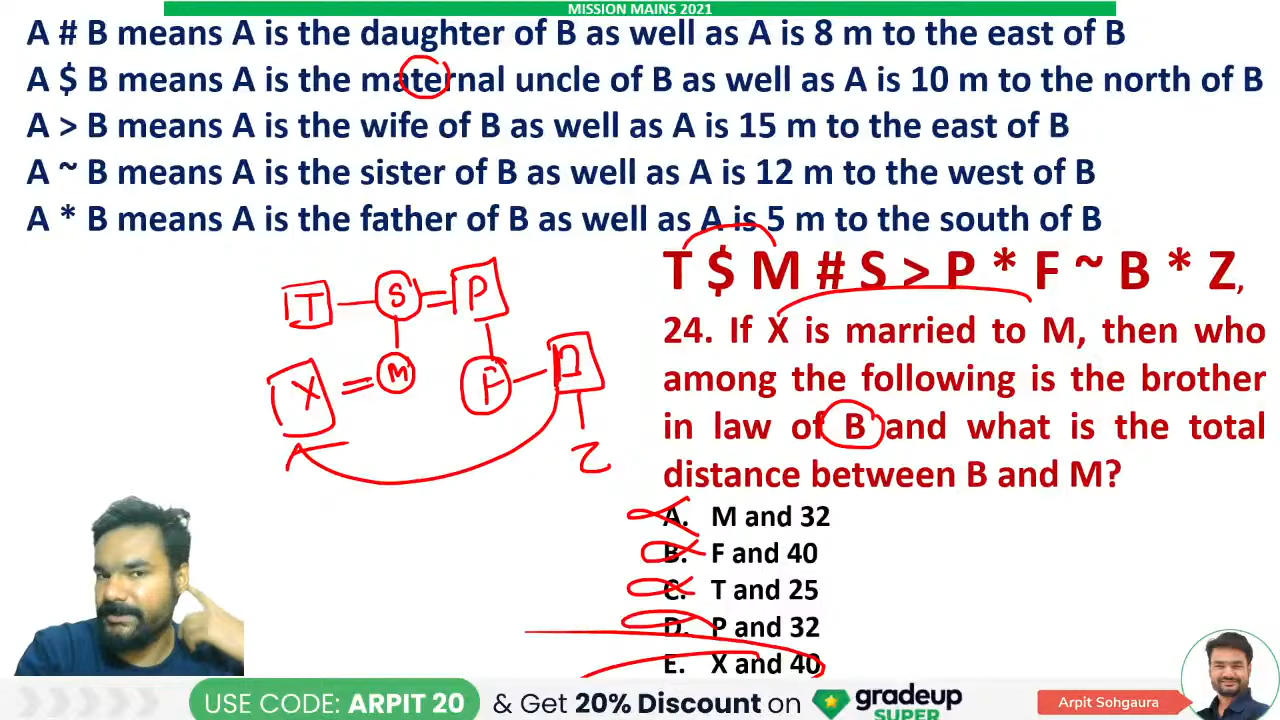 MISSION MAINS 2021
A # B means A is the daughter of B as well as A is 8 m to the east of B
A $ B means A is the maternal uncle of B as well as A is 10 m to the north of B
A > B means A is the wife of B as well as A is 15 m to the east of B
A ~ B means A is the sister of B as well as A is 12 m to the west of B
A * B means A is the father of B as well as A is 5 m to the south of B
T $ M # S > P * F ~ B * Z,
24. If X is married to M, then who
among the following is the brother
in law of B and what is the total
distance between B and M?
A. M and 32
B. F and 40
C. T and 25
D. P and 32
E. X and 40
T S P
X M F
USE CODE: ARPIT 20 & Get 20% Discount on gradeup SUPER
Arpit Sohgaura